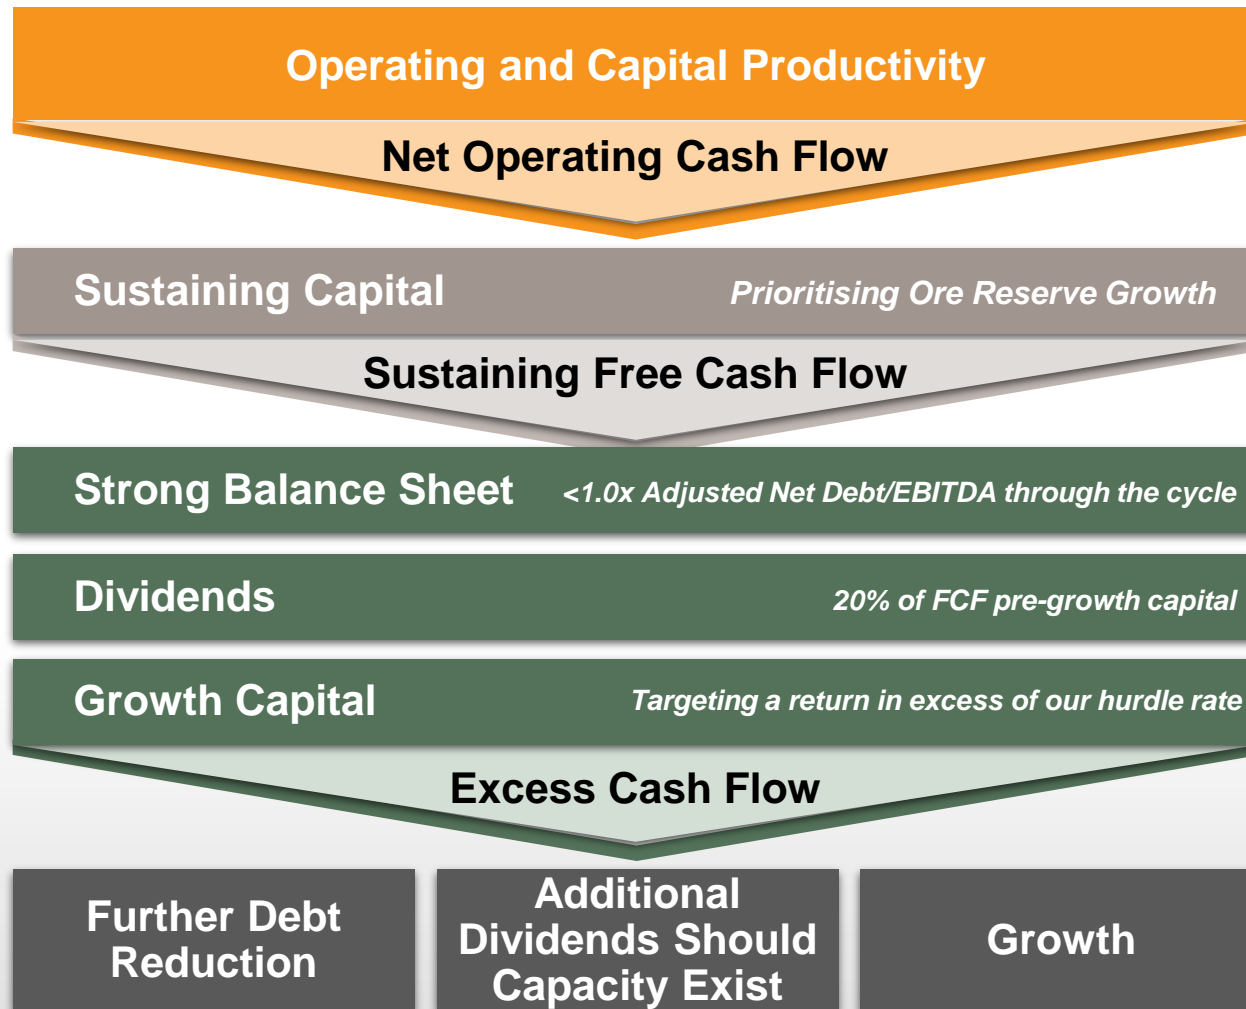 Operating and Capital Productivity
Net Operating Cash Flow
Sustaining Capital
Prioritising Ore Reserve Growth
Sustaining Free Cash Flow
Strong Balance Sheet
<1.0x Adjusted Net Debt/EBITDA through the cycle
Dividends
20% of FCF pre-growth capital
Growth Capital
Targeting a return in excess of our hurdle rate
Excess Cash Flow
Further Debt
Reduction
Additional
Dividends Should
Capacity Exist
Growth